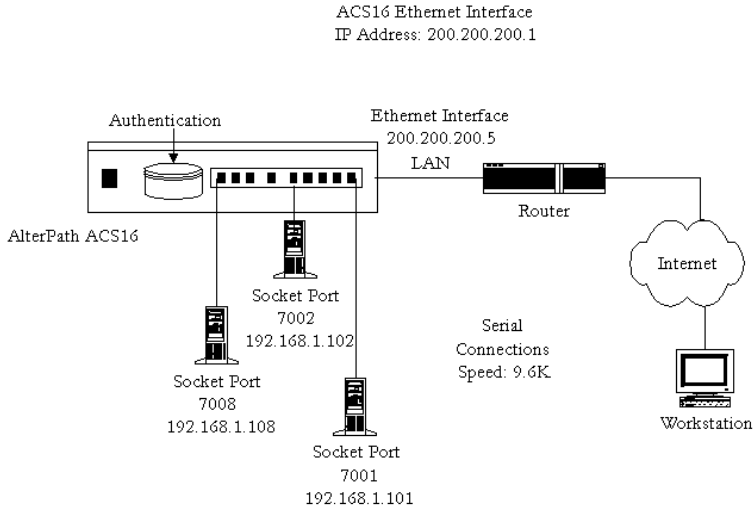 ACS16 Ethernet Interface
IP Address: 200.200.200.1
Authentication
Ethernet Interface
200.200.200.5
LAN
Router
AlterPath ACS16
Internet
Socket Port
7002
192.168.1.102
Serial
Connections
Speed: 9.6K
Socket Port
7008
192.168.1.108
Workstation
Socket Port
7001
192.168.1.101